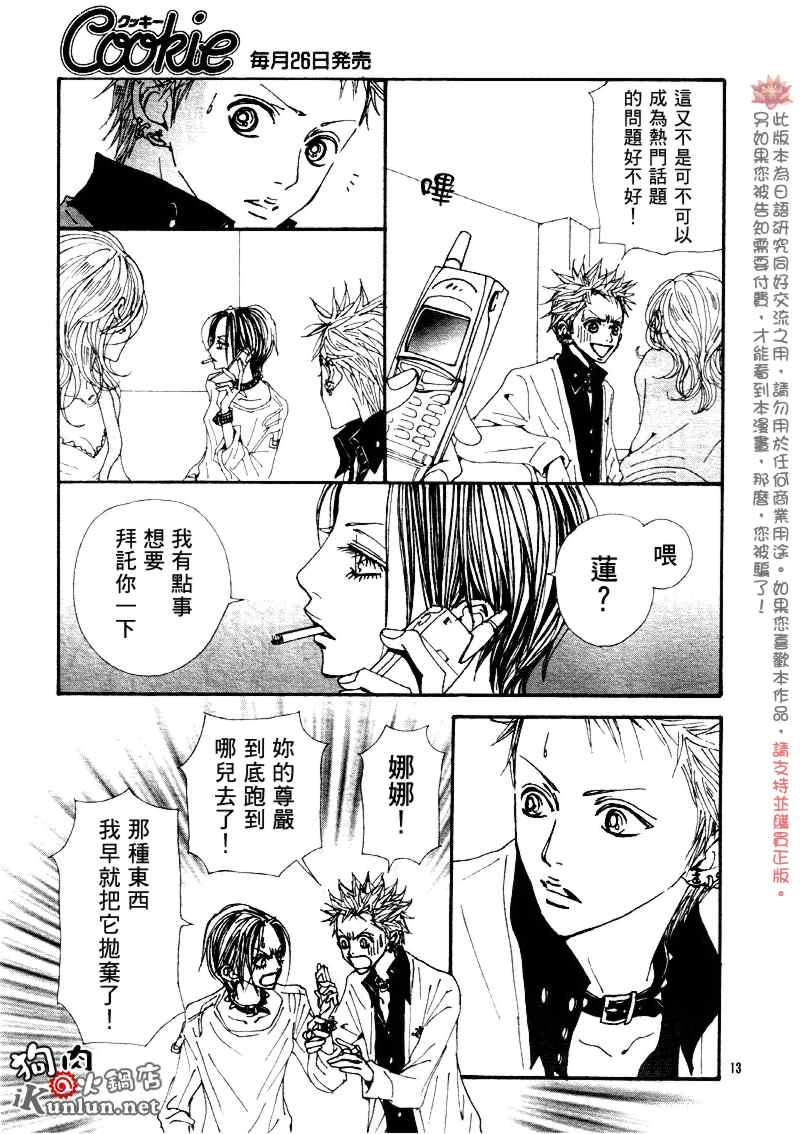 クッキー
Cookie
毎月26日発売
這又不是可不可以
成為熱門話題
的問題好不好！
嗶
喂
蓮？
我有點事
想要
拜託你一下
娜娜！
妳的尊嚴
到底跑到
哪兒去了！
那種東西
我早就把它拋棄了！
13
狗肉
火鍋店
iKunlun.net
此版本為日語研究同好交流之用，請勿用於任何商業用途。如果您喜歡本作品，請支持並購買正版。
另如果您被告知需要付費，才能看到本漫畫，那麼，您被騙了！